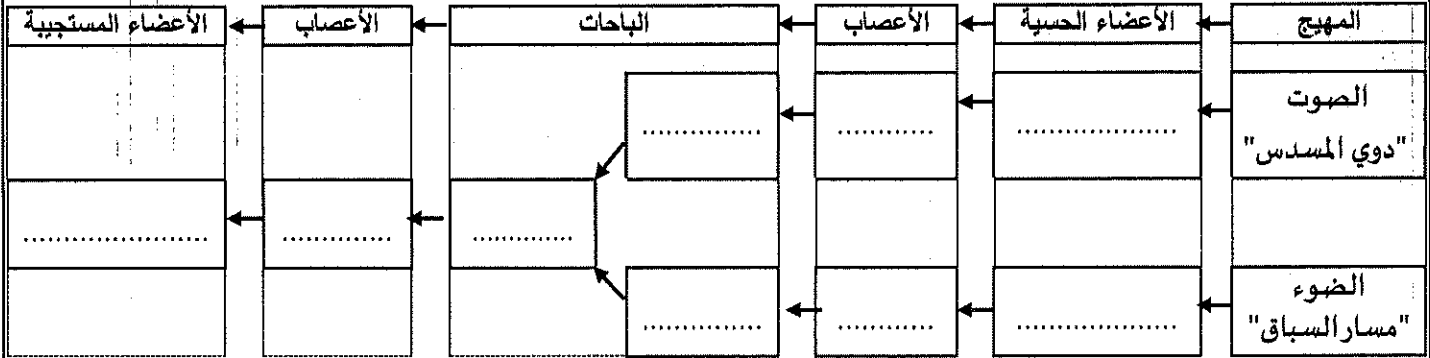 المهيج
الأعضاء الحسية
الأعصاب
الباحات
الأعصاب
الأعضاء المستجيبة
الصوت
"دوي المسدس"
....................
..............
..................
...............
................
.........................
الضوء
"مسار السباق"
....................
..............
..................